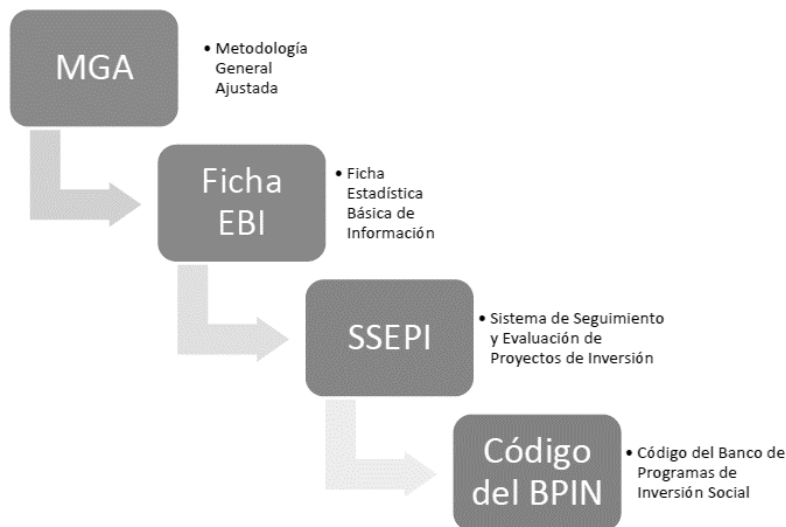 MGA
• Metodología
General
Ajustada
Ficha
EBI
• Ficha
Estadística
Básica de
Información
SSEPI
• Sistema de Seguimiento
y Evaluación de
Proyectos de Inversión
Código
del BPIN
• Código del Banco de
Programas de
Inversión Social